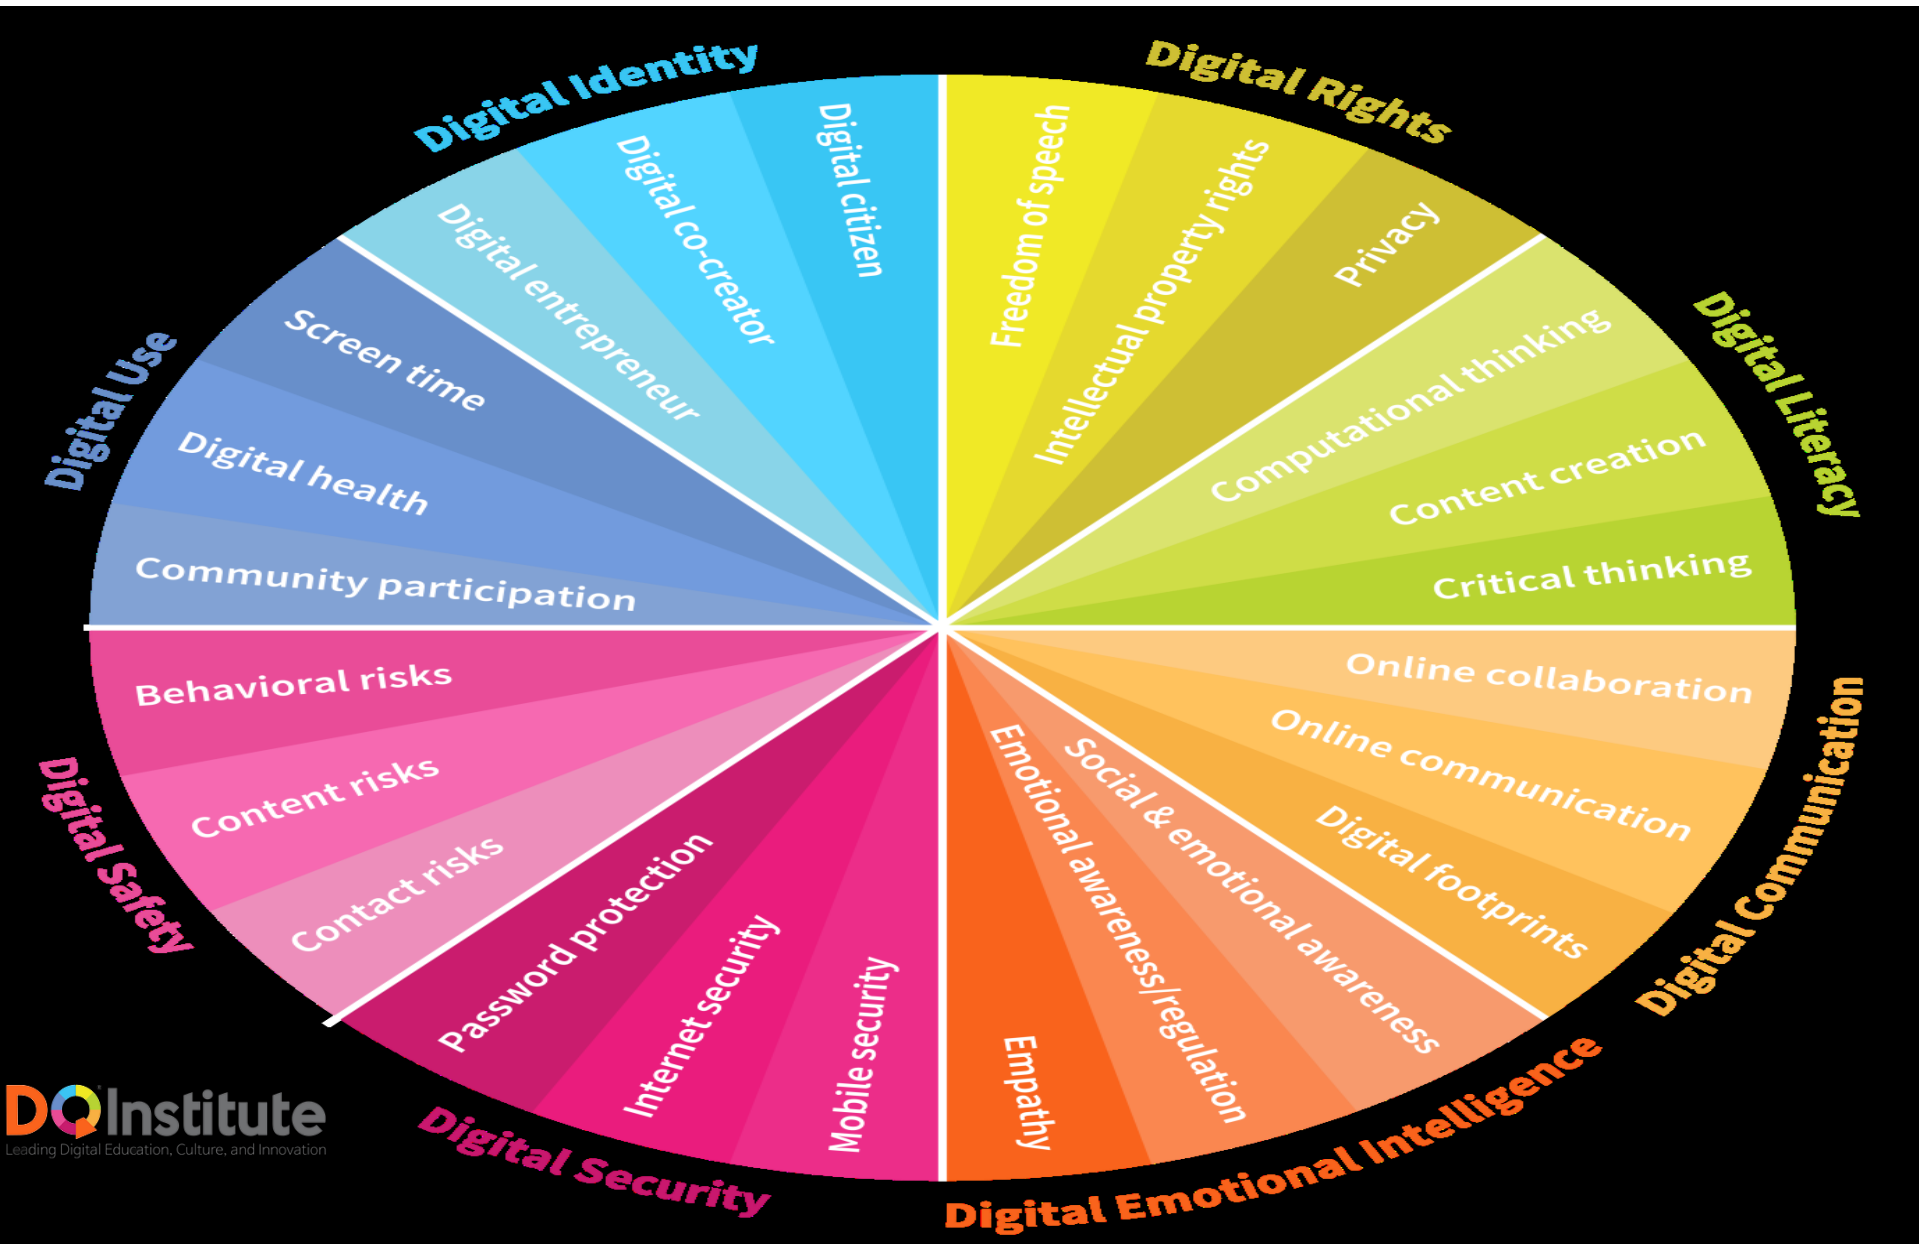 Digital Identity
Digital citizen
Digital co-creator
Digital entrepreneur
Digital Rights
Freedom of speech
Intellectual property rights
Privacy
Digital Literacy
Computational thinking
Content creation
Critical thinking
Digital Communication
Online collaboration
Online communication
Digital footprints
Digital Emotional Intelligence
Social & emotional awareness
Emotional awareness/regulation
Empathy
Digital Security
Mobile security
Internet security
Password protection
Digital Safety
Contact risks
Content risks
Behavioral risks
Digital Use
Community participation
Digital health
Screen time
DQInstitute
Leading Digital Education, Culture, and Innovation